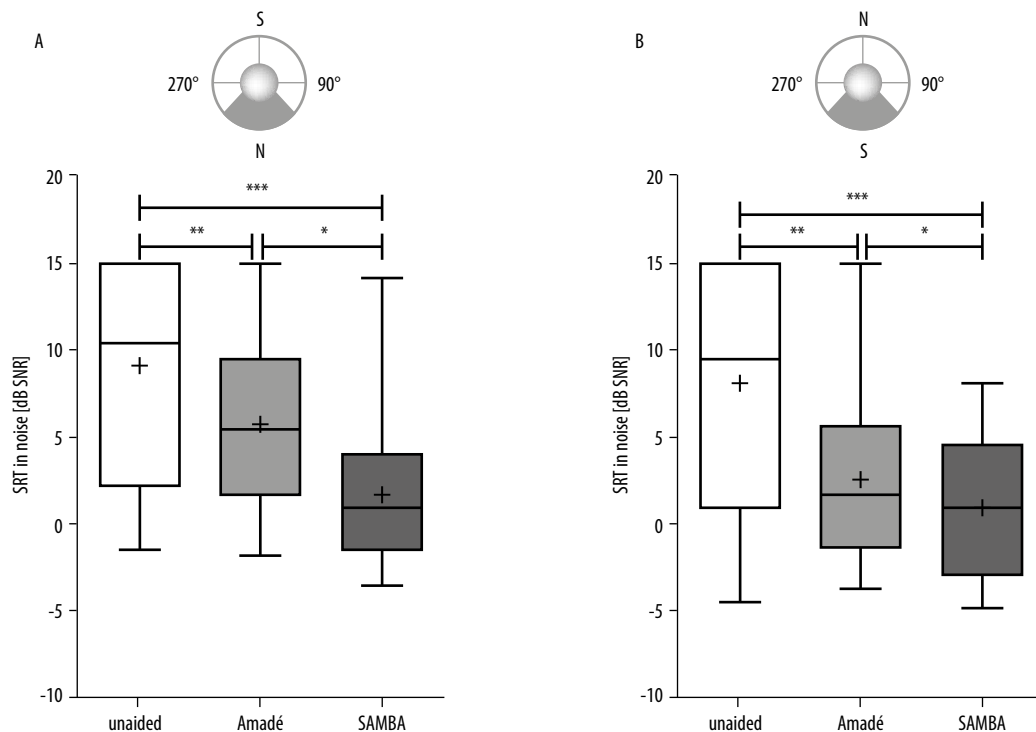 A
S
270°
90°
N
SRT in noise [dB SNR]
20
15
10
5
0
-5
-10
***
**
*
unaided
Amadé
SAMBA
B
N
270°
90°
S
SRT in noise [dB SNR]
20
15
10
5
0
-5
-10
***
**
*
unaided
Amadé
SAMBA